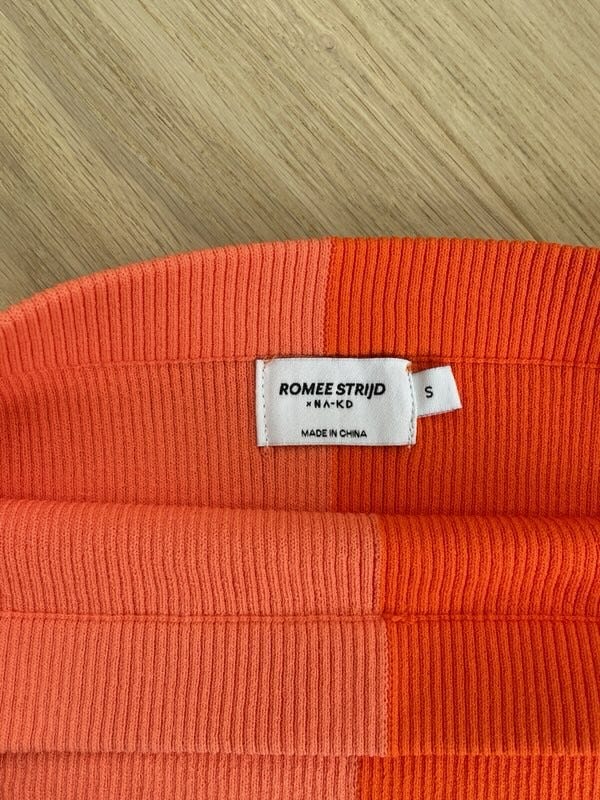 ROMEE STRIJD
× NA-KD
MADE IN CHINA
S